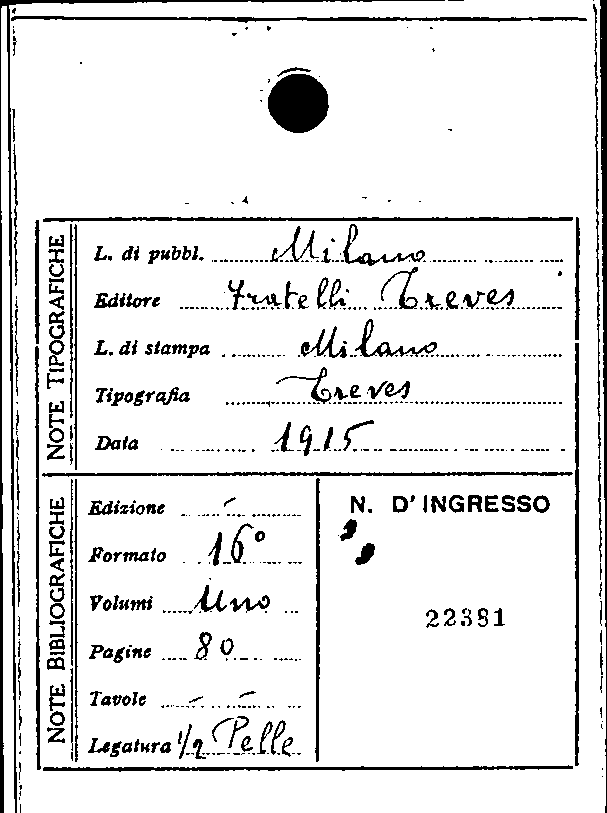 NOTE TIPOGRAFICHE
L. di pubbl. Milano
Editore Fratelli Treves
L. di stampa Milano
Tipografia Treves
Data 1915
NOTE BIBLIOGRAFICHE
Edizione -
Formato 16°
Volumi Uno
Pagine 80
Tavole - -
Legatura 1/2 Pelle
N. D'INGRESSO
22381